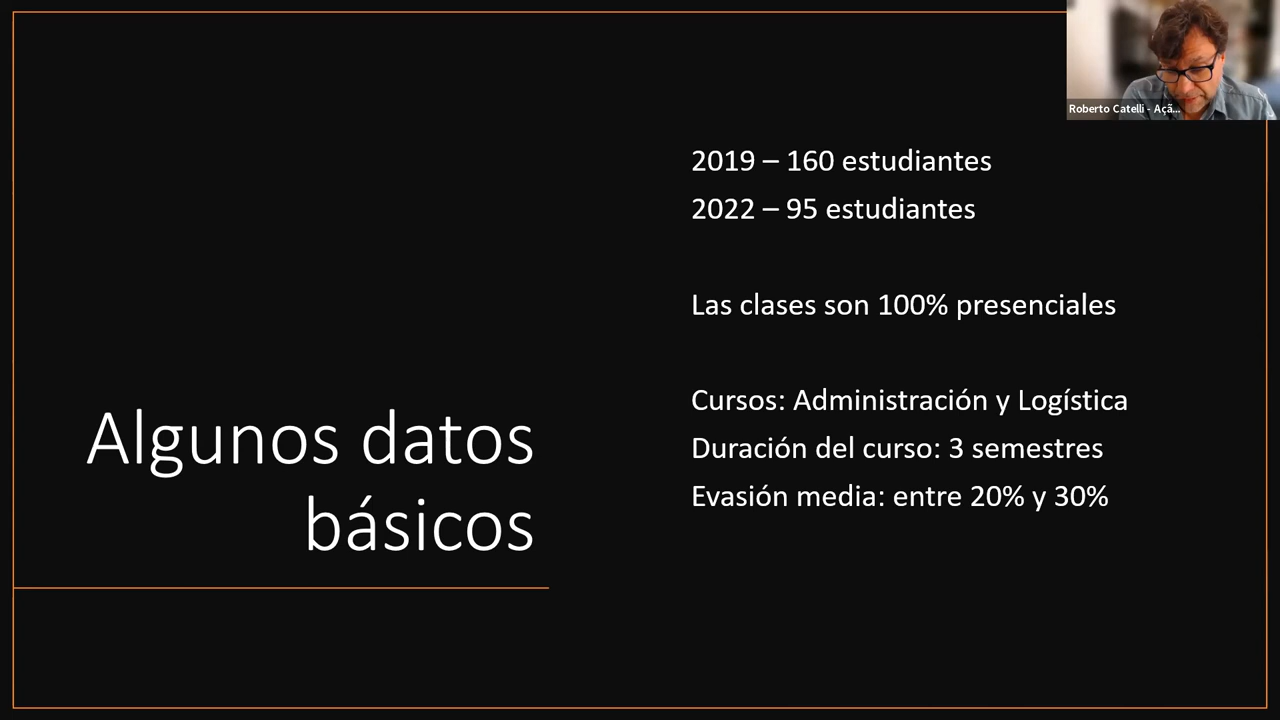 Roberto Catelli - Açã...
2019 – 160 estudiantes
2022 – 95 estudiantes
Las clases son 100% presenciales
Cursos: Administración y Logística
Duración del curso: 3 semestres
Evasión media: entre 20% y 30%
Algunos datos
básicos